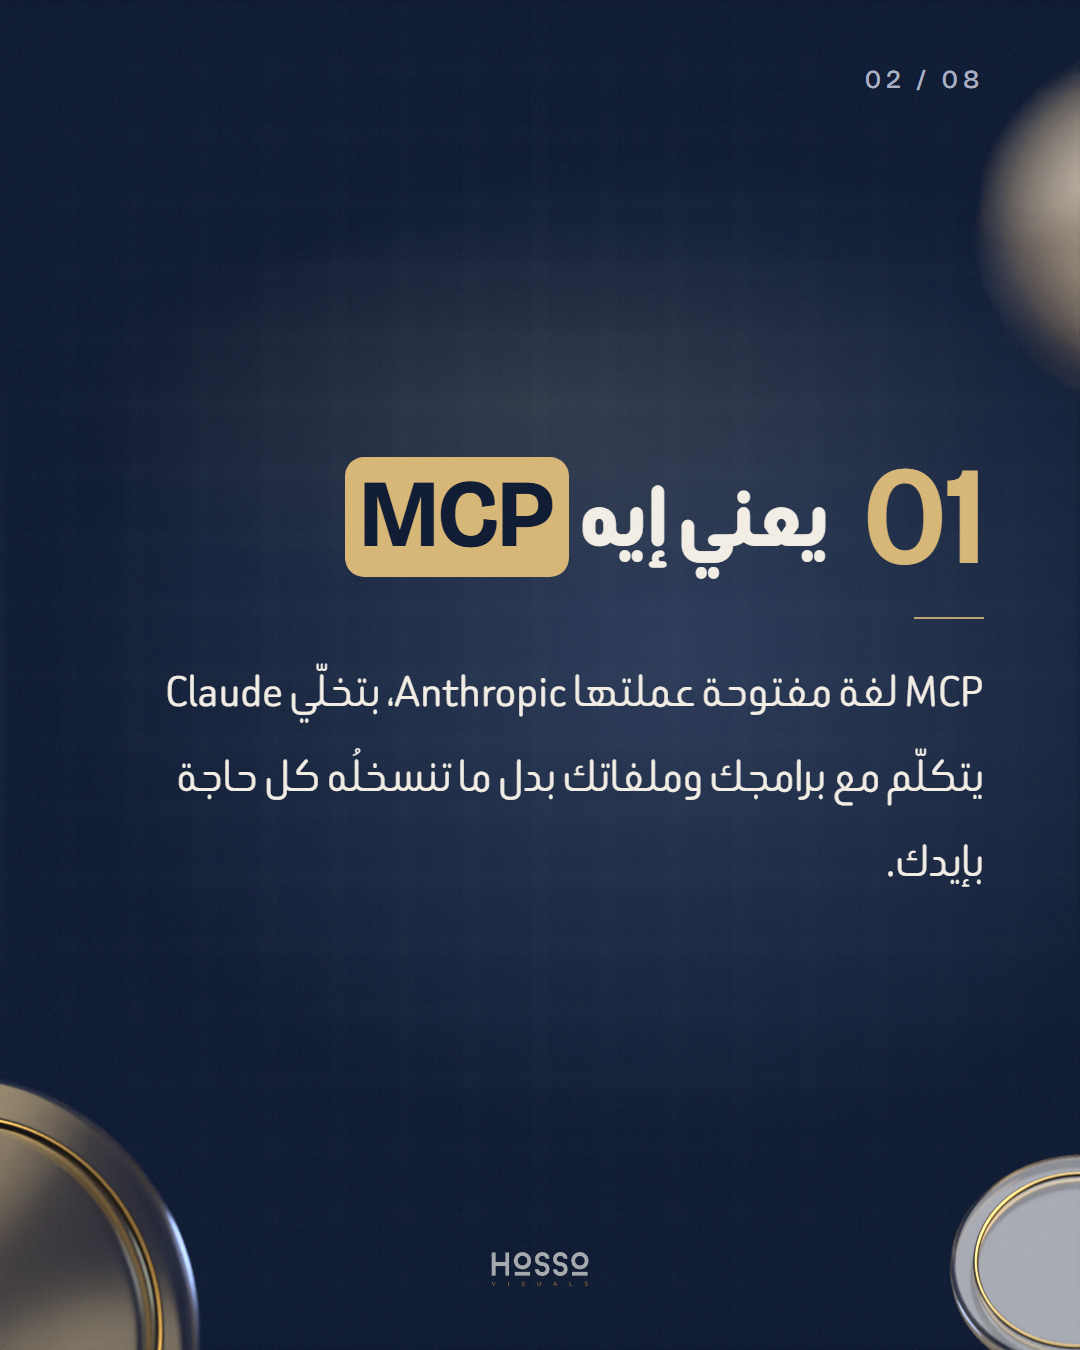 02 / 08
01 يعني إيه MCP
MCP لغة مفتوحة عملتها Anthropic، بتخلّي Claude
يتكلّم مع برامجك وملفاتك بدل ما تنسخلُه كل حاجة
بإيدك.
HOSSO
VISUALS